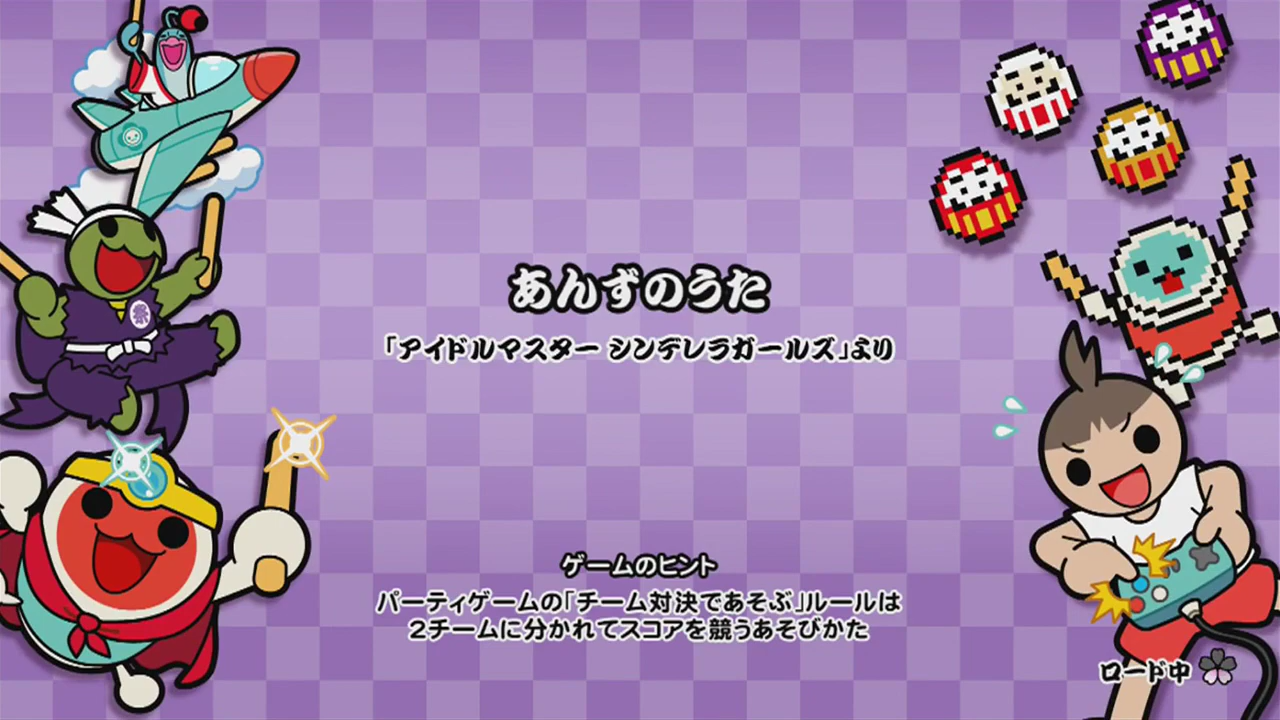 あんずのうた
「アイドルマスター シンデレラガールズ」より
ゲームのヒント
パーティゲームの「チーム対決であそぶ」ルールは
2チームに分かれてスコアを競うあそびかた
ロード中
祭